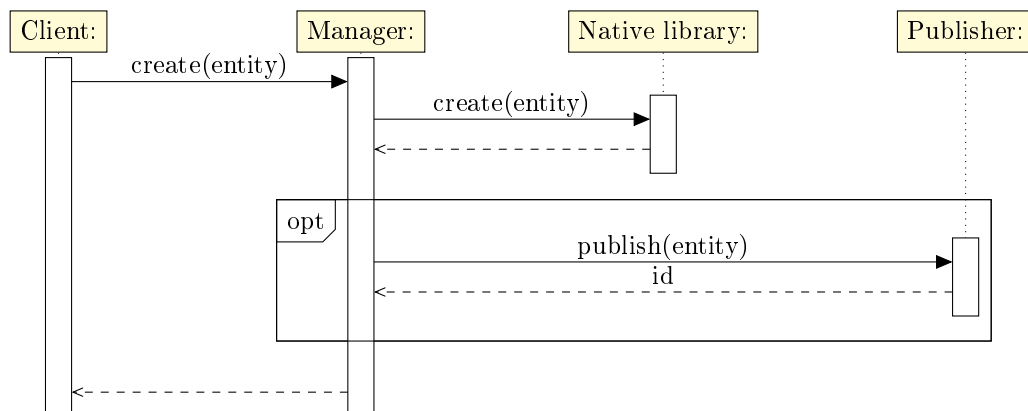 Client:
Manager:
Native library:
Publisher:
create(entity)
create(entity)
opt
publish(entity)
id